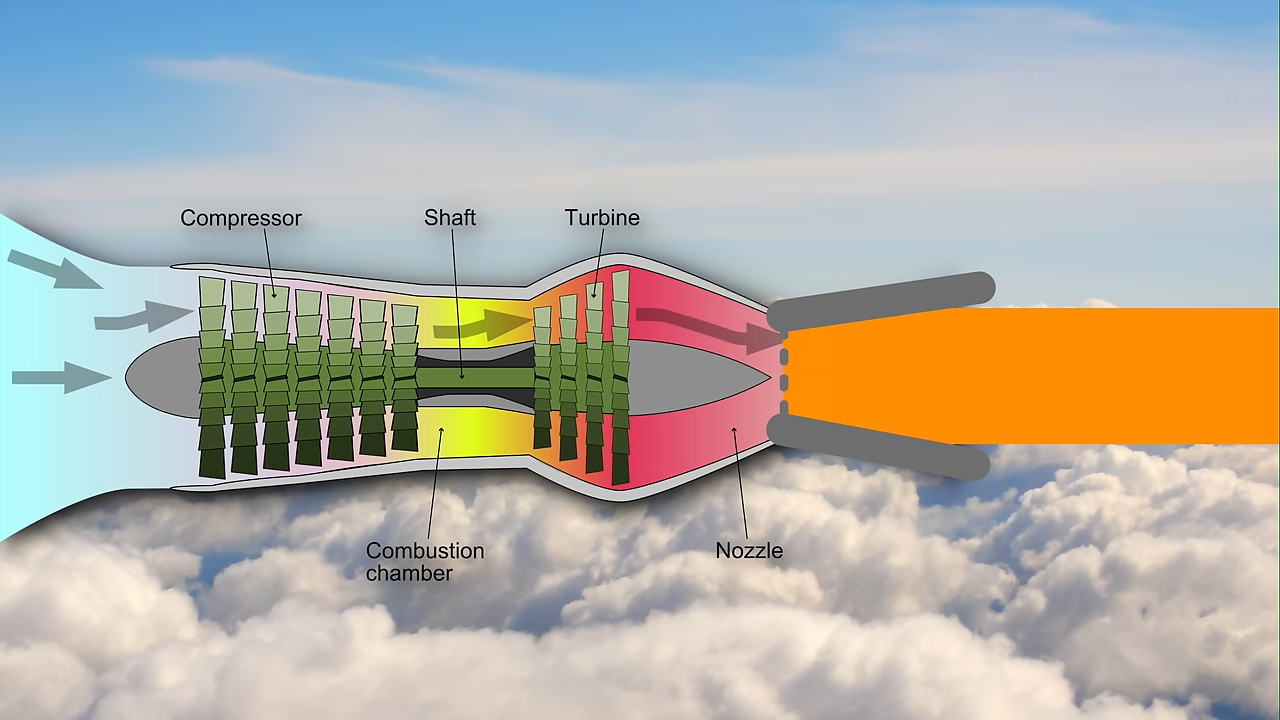 Compressor
Shaft
Turbine
Combustion
chamber
Nozzle